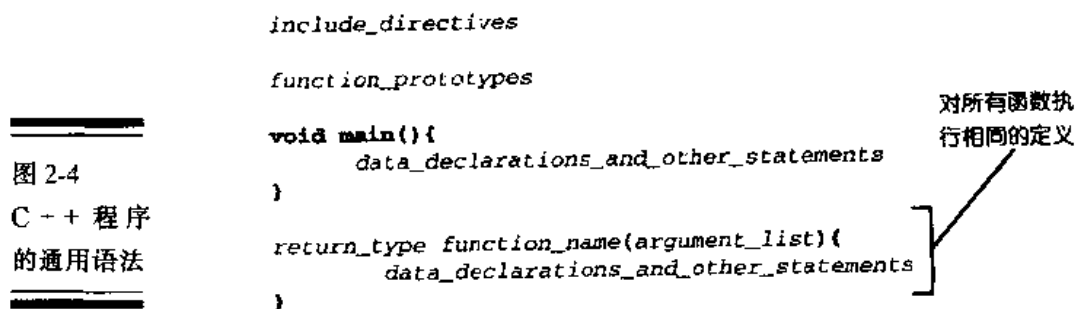 include_directives
function_prototypes
void main(){
data_declarations_and_other_statements
}
return_type function_name(argument_list){
data_declarations_and_other_statements
}
对所有函数执
行相同的定义
图 2-4
C++ 程序
的通用语法